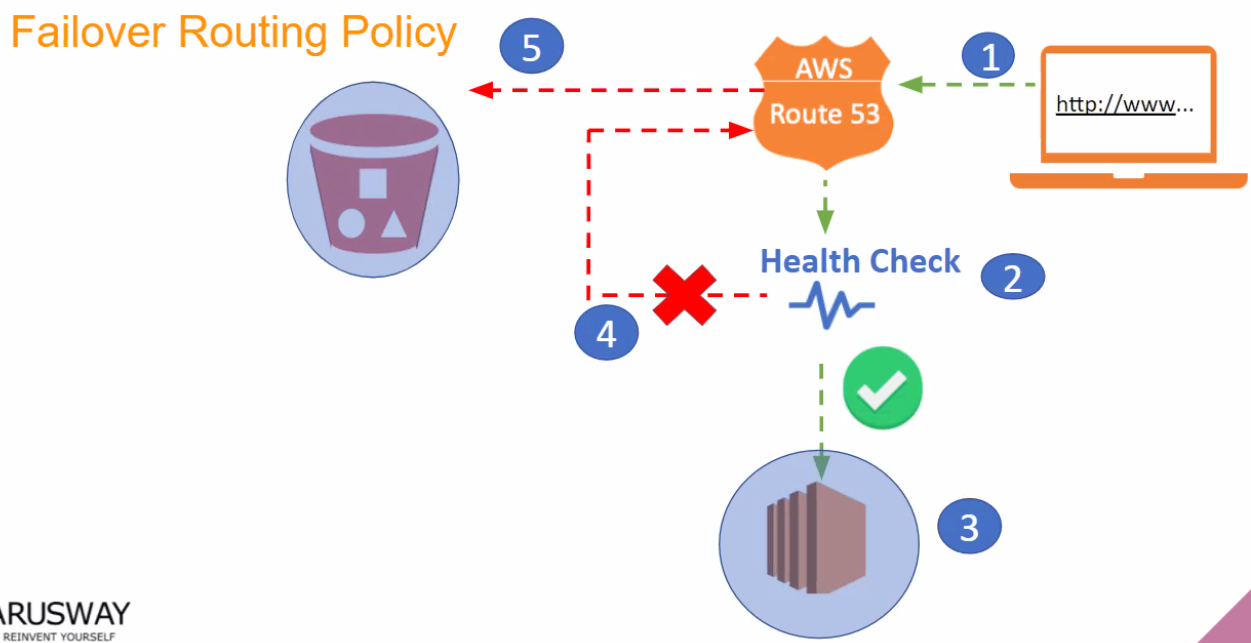 Failover Routing Policy
5
AWS
Route 53
1
http://www...
Health Check
2
4
3
ARUSWAY
REINVENT YOURSELF